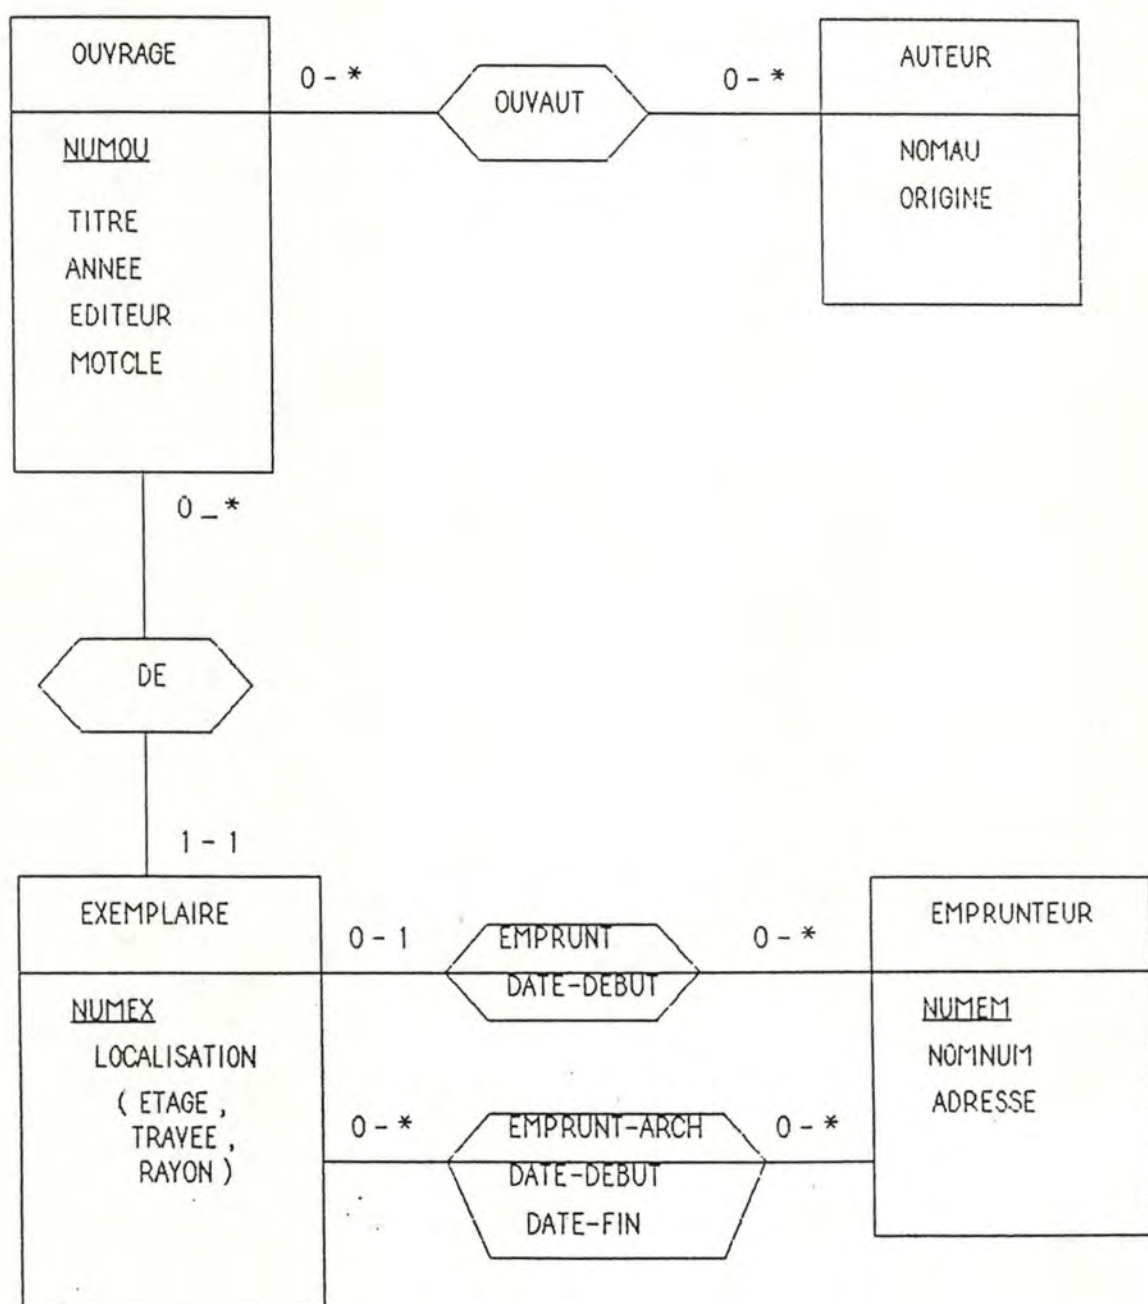 OUVRAGE
0 - *
OUVAUT
0 - *
AUTEUR
NUMOU
TITRE
ANNEE
EDITEUR
MOTCLE
NOMAU
ORIGINE
0 _ *
DE
1 - 1
EXEMPLAIRE
0 - 1
EMPRUNT
DATE-DEBUT
0 - *
EMPRUNTEUR
NUMEX
LOCALISATION
( ETAGE ,
TRAVEE ,
RAYON )
NUMEM
NOMNUM
ADRESSE
0 - *
EMPRUNT-ARCH
DATE-DEBUT
DATE-FIN
0 - *